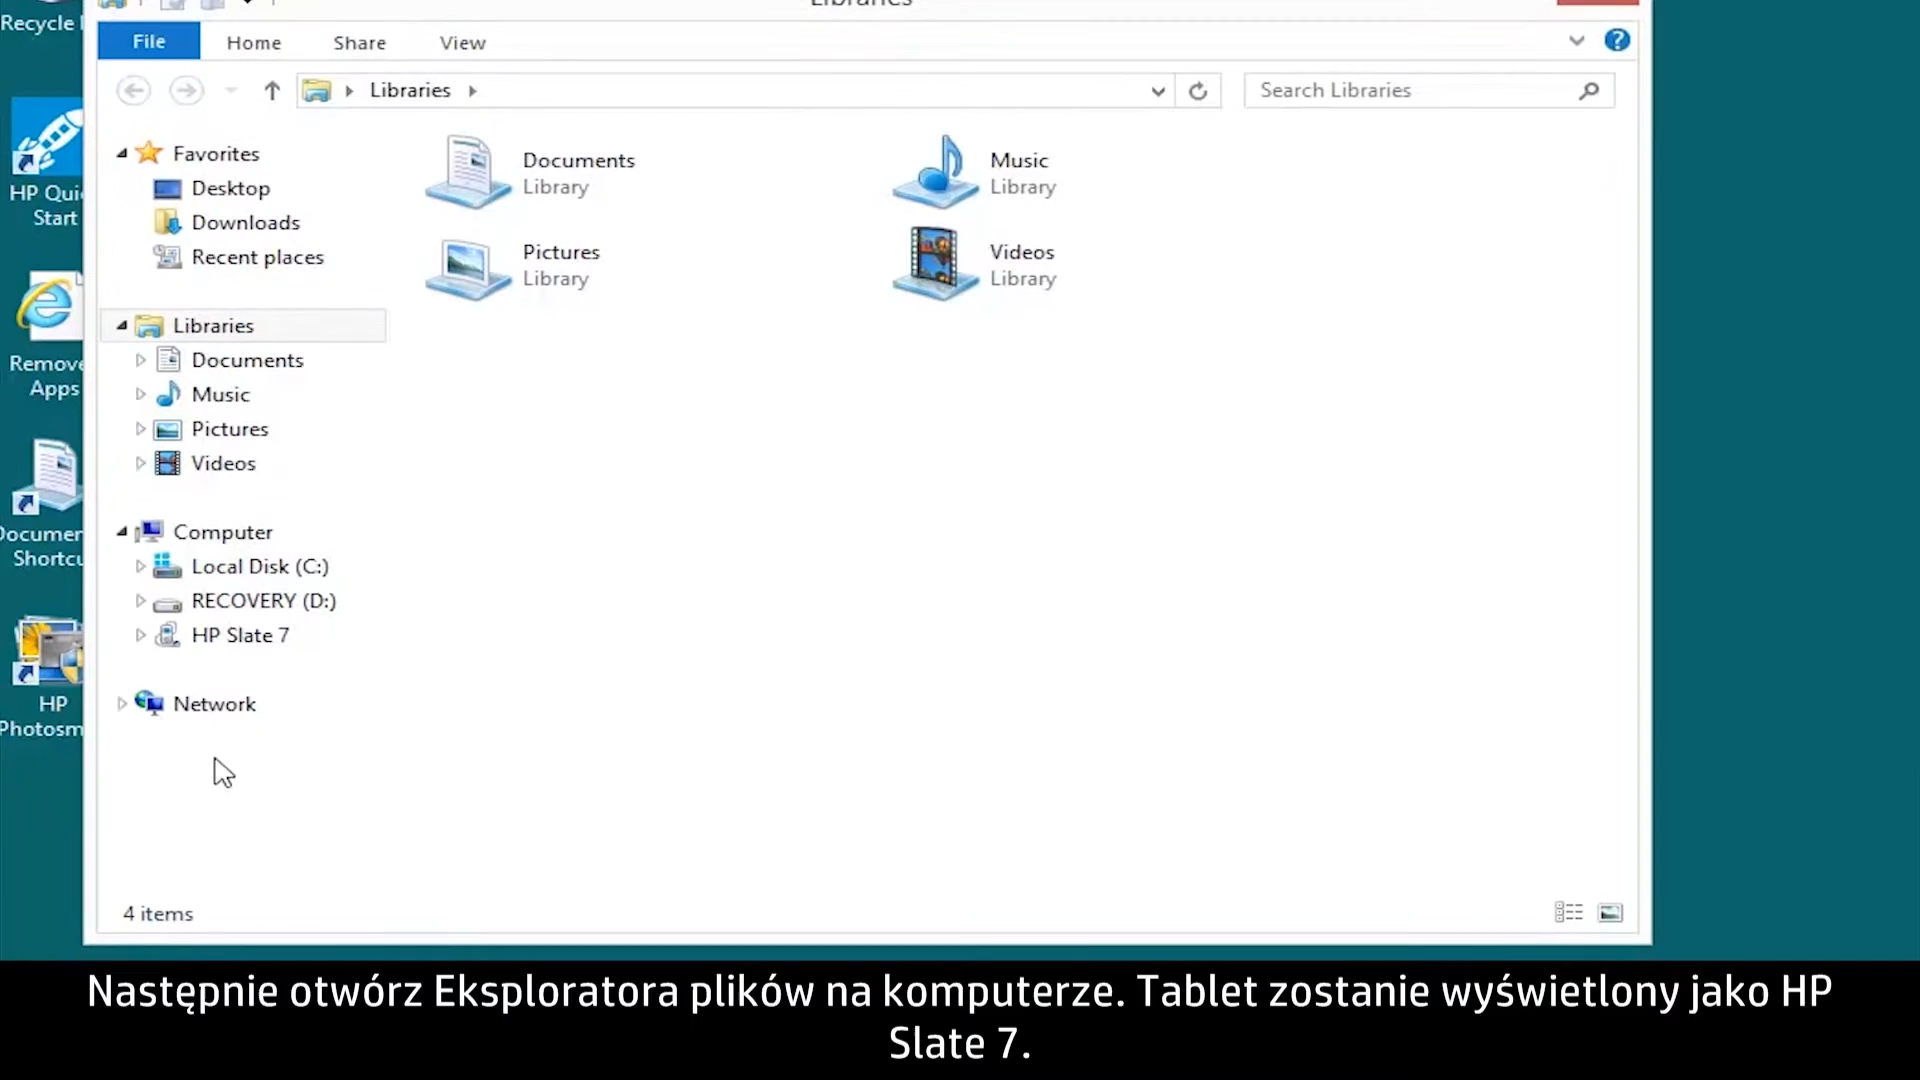 Libraries
Recycle
File
Home
Share
View
Libraries
Search Libraries
HP Qui
Start
Remove
Apps
Documen
Shortcu
HP
Photosm
Favorites
Desktop
Downloads
Recent places
Libraries
Documents
Music
Pictures
Videos
Computer
Local Disk (C:)
RECOVERY (D:)
HP Slate 7
Network
Documents
Library
Music
Library
Pictures
Library
Videos
Library
4 items
Następnie otwórz Eksploratora plików na komputerze. Tablet zostanie wyświetlony jako HP
Slate 7.